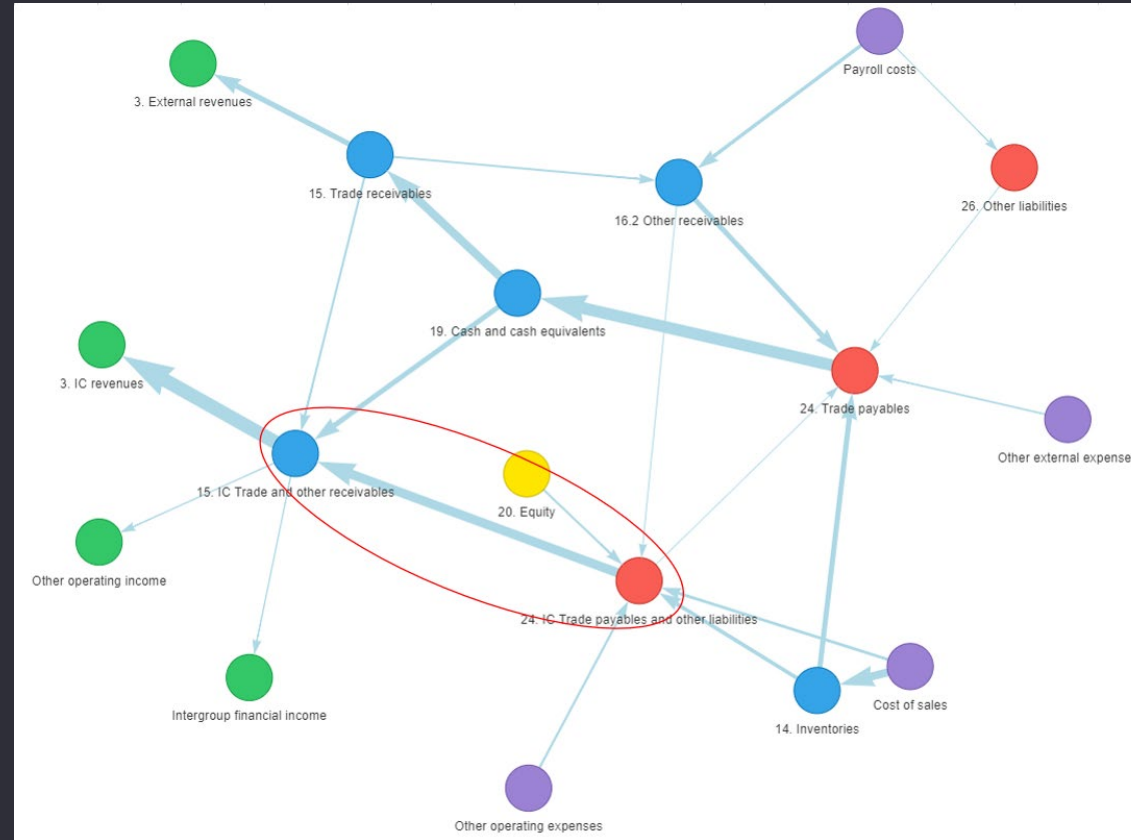 Payroll costs
3. External revenues
15. Trade receivables
16.2 Other receivables
26. Other liabilities
19. Cash and cash equivalents
3. IC revenues
24. Trade payables
Other external expense
15. IC Trade and other receivables
20. Equity
Other operating income
24. IC Trade payables and other liabilities
Cost of sales
Intergroup financial income
14. Inventories
Other operating expenses